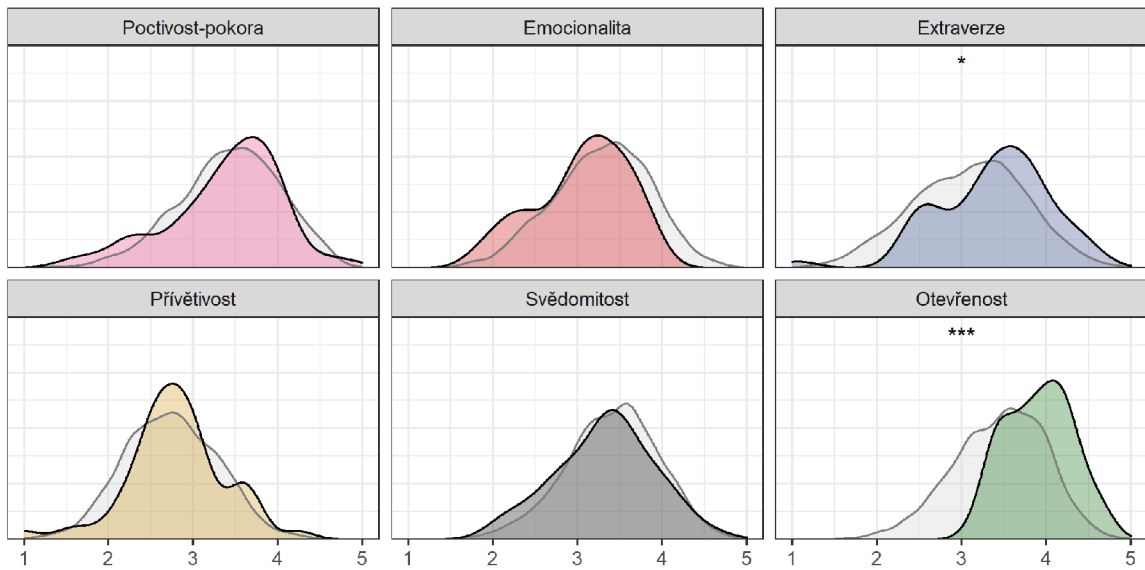 Poctivost-pokora
Emocionalita
Extraverze
*
Přívětivost
Svědomitost
Otevřenost
***
1 2 3 4 5
1 2 3 4 5
1 2 3 4 5